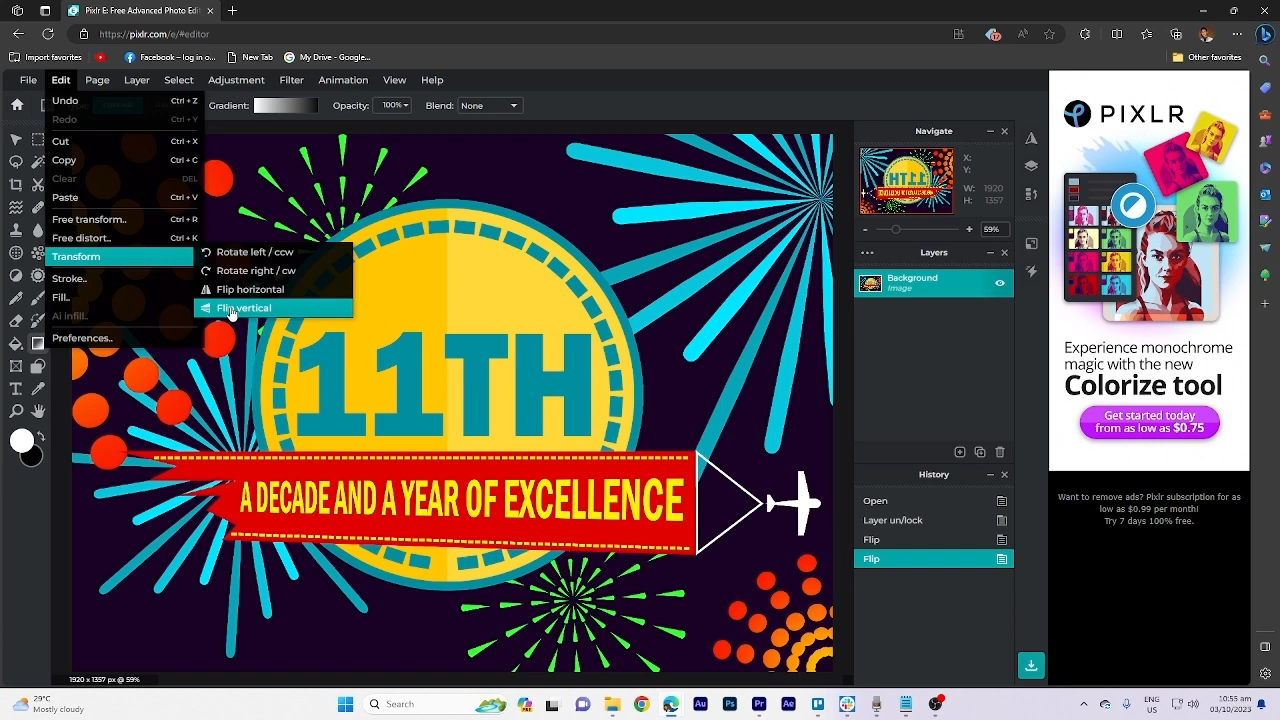 Pixlr E: Free Advanced Photo Edit
https://pixlr.com/e/#editor
Import favorites
Facebook – log in o...
New Tab
My Drive – Google...
Other favorites
File Edit Page Layer Select Adjustment Filter Animation View Help
Gradient: Opacity: 100% Blend: None
Undo Ctrl + Z
Redo Ctrl + Y
Cut Ctrl + X
Copy Ctrl + C
Clear DEL
Paste Ctrl + V
Free transform.. Ctrl + R
Free distort.. Ctrl + K
Transform
Stroke..
Fill..
Ai infill..
Preferences..
Rotate left / ccw
Rotate right / cw
Flip horizontal
Flip vertical
11TH
A DECADE AND A YEAR OF EXCELLENCE
1920 x 1357 px @ 59%
Navigate
X:
Y:
W: 1920
H: 1357
59%
Layers
Background
Image
History
Open
Layer un/lock
Flip
Flip
PIXLR
Experience monochrome
magic with the new
Colorize tool
Get started today
from as low as $0.75
Want to remove ads? Pixlr subscription for as
low as $0.99 per month!
Try 7 days 100% free.
29°C
Mostly cloudy
Search
ENG
US
10:55 am
03/10/2023